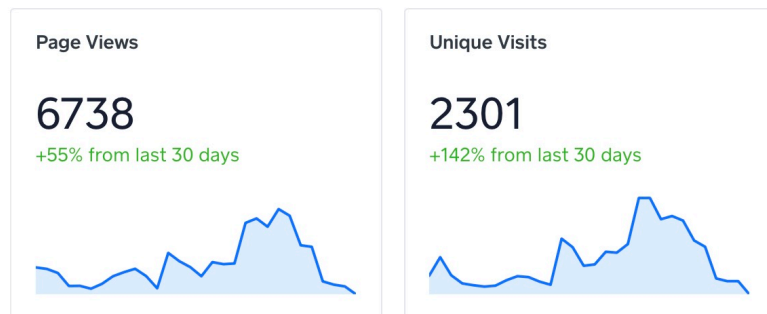 Page Views
6738
+55% from last 30 days
Unique Visits
2301
+142% from last 30 days